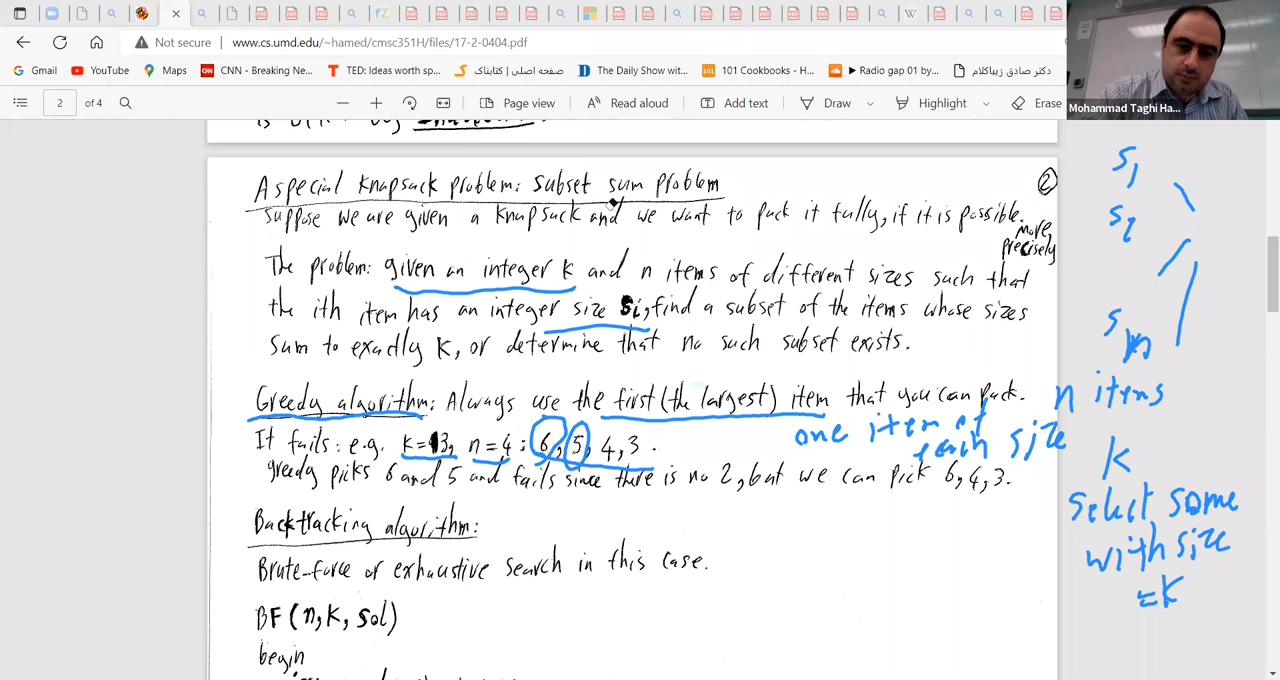 Not secure | www.cs.umd.edu/~hamed/cmsc351H/files/17-2-0404.pdf
Gmail YouTube Maps CNN - Breaking Ne... TED: Ideas worth sp... صفحه اصلی | کتابناک The Daily Show wit... 101 Cookbooks - H... Radio gap 01 by... دکتر صادق زیباکلام
2 of 4 Page view Read aloud Add text Draw Highlight Erase
Mohammad Taghi Ha...
A special knapsack problem: subset sum problem
2
suppose we are given a knapsack and we want to pack it fully, if it is possible.
more precisely
The problem: given an integer k and n items of different sizes such that
the ith item has an integer size si, find a subset of the items whose sizes
sum to exactly k, or determine that no such subset exists.
Greedy algorithm: Always use the first (the largest) item that you can pack.
It fails: e.g. k=13, n=4 : 6, 5, 4, 3.
greedy picks 6 and 5 and fails since there is no 2, but we can pick 6, 4, 3.
Backtracking algorithm:
Brute-force or exhaustive search in this case.
BF(n, k, sol)
begin
one item of
each size
s1
s2
sn
n items
k
select some
with size
=k